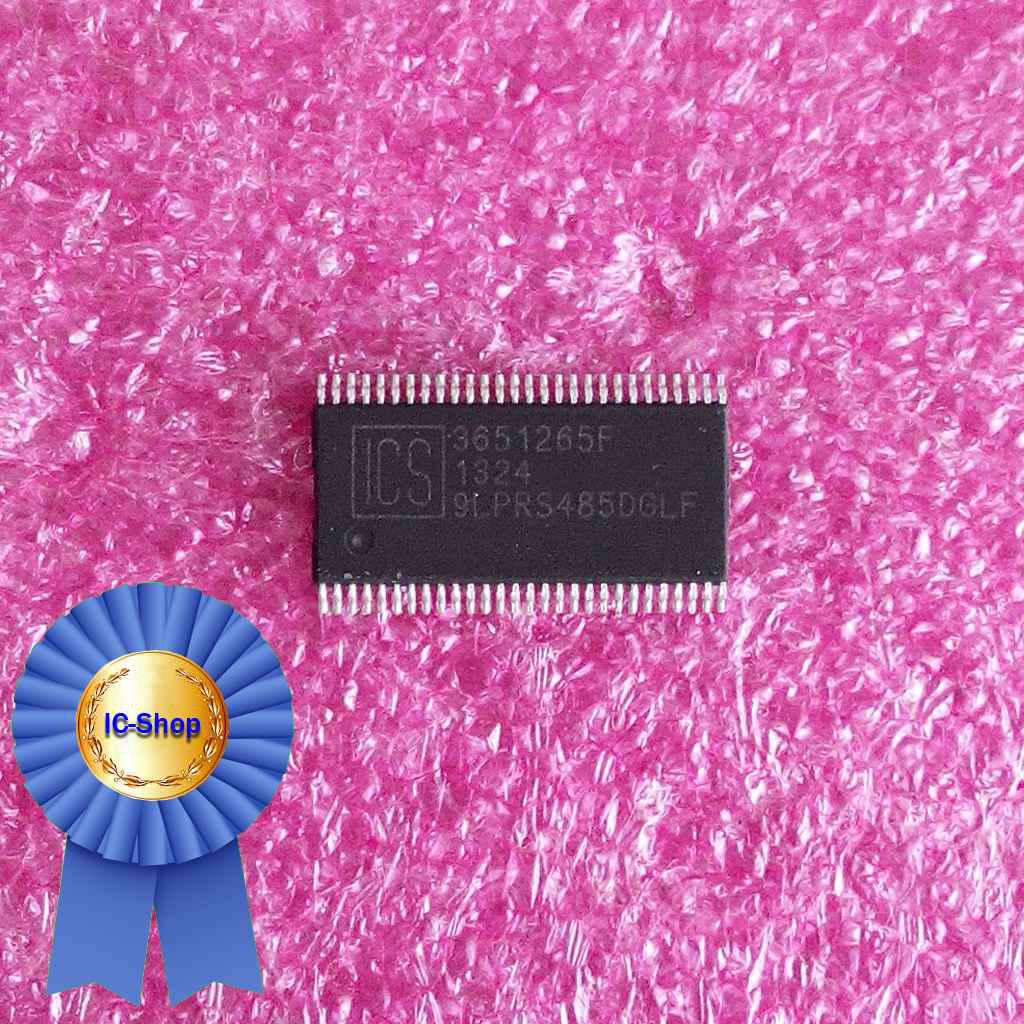 ICS
3651265F
1324
9LPRS485DGLF
IC-Shop